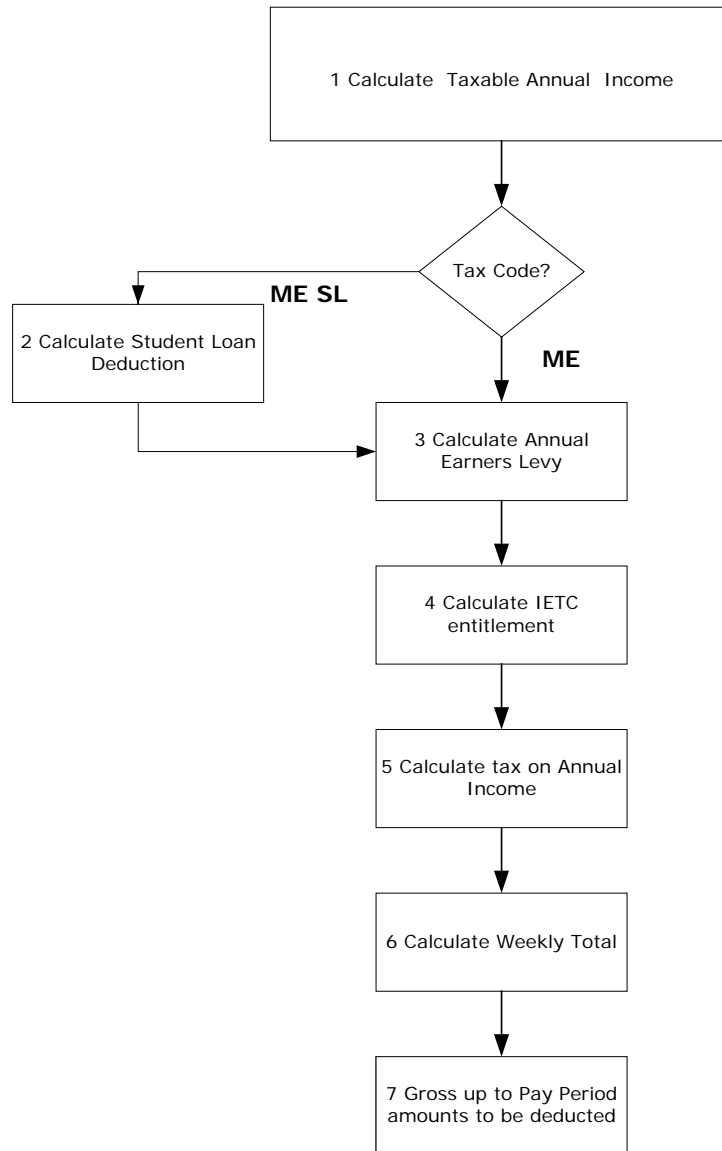 1 Calculate Taxable Annual Income
Tax Code?
ME SL
2 Calculate Student Loan
Deduction
ME
3 Calculate Annual
Earners Levy
4 Calculate IETC
entitlement
5 Calculate tax on Annual
Income
6 Calculate Weekly Total
7 Gross up to Pay Period
amounts to be deducted